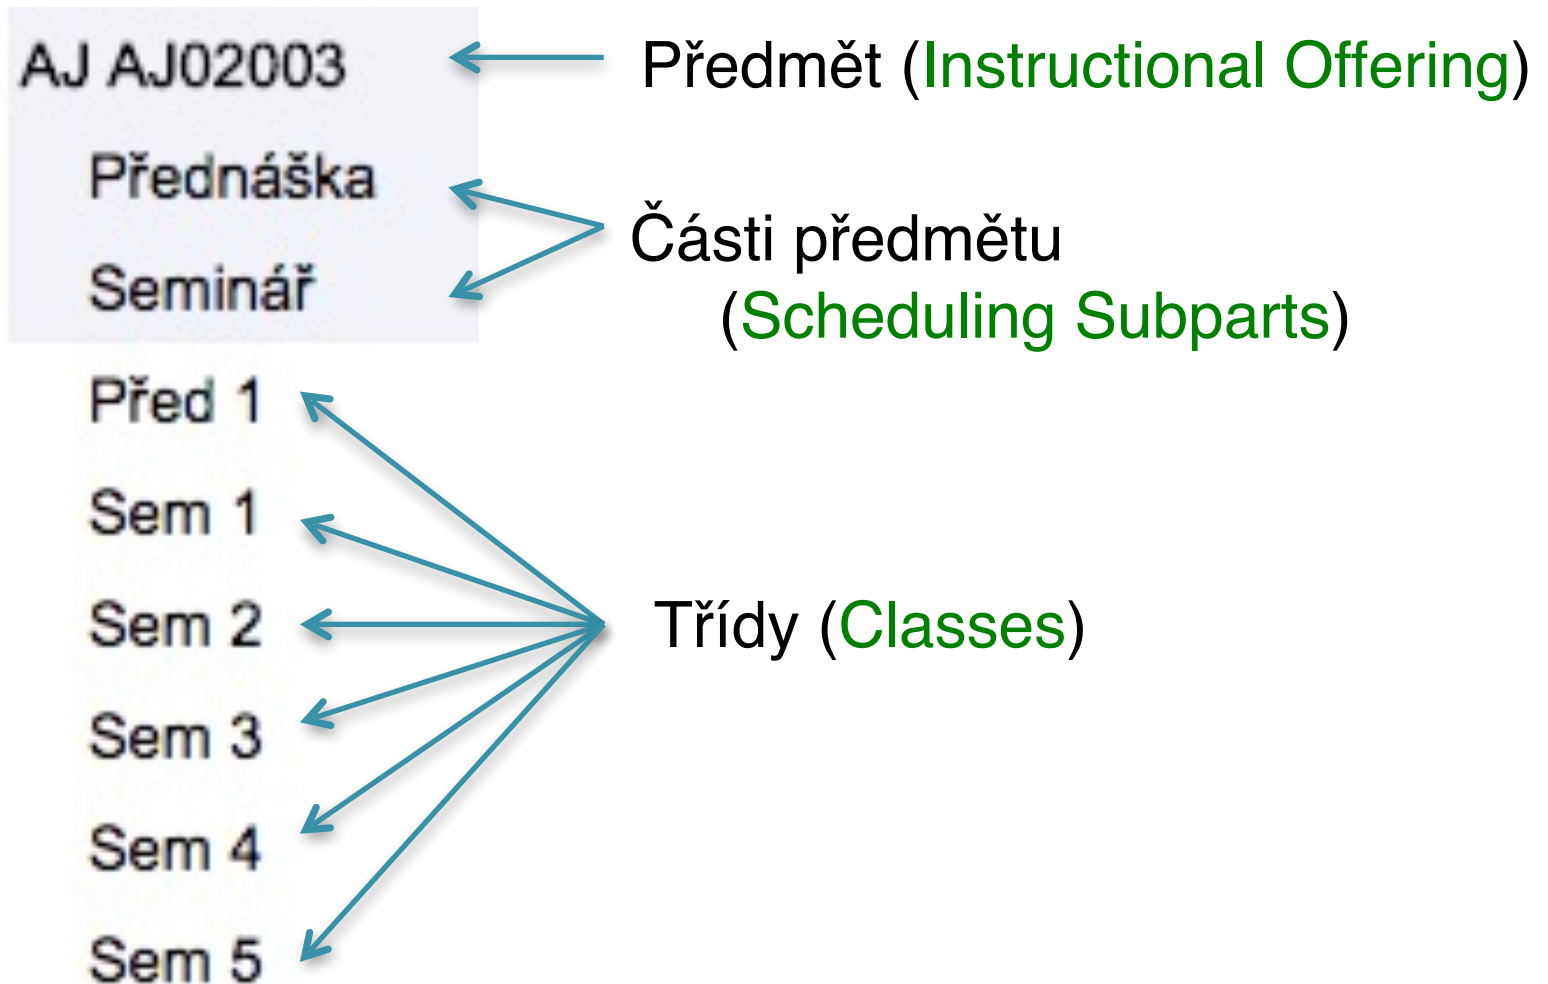 AJ AJ02003
Předmět (Instructional Offering)
Přednáška
Seminář
Části předmětu
(Scheduling Subparts)
Před 1
Sem 1
Sem 2
Sem 3
Sem 4
Sem 5
Třídy (Classes)